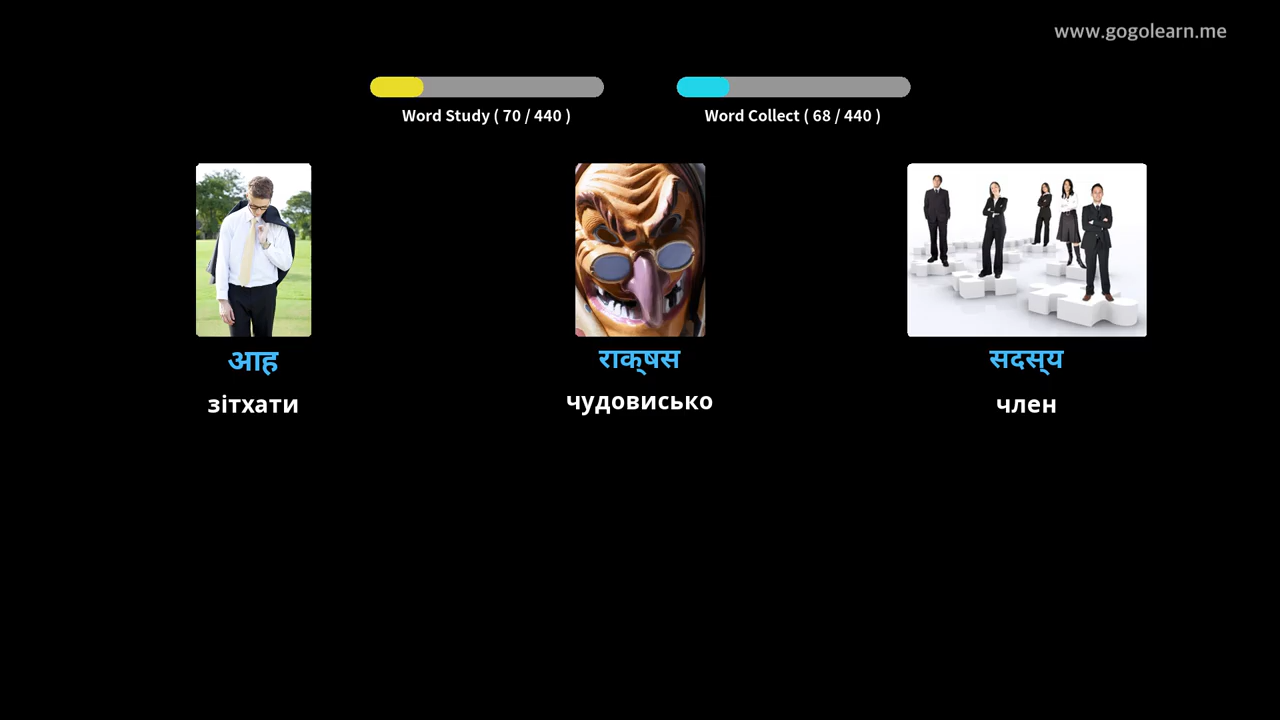 www.gogolearn.me
Word Study ( 70 / 440 )
Word Collect ( 68 / 440 )
आह
राक्षस
सदस्य
зітхати
чудовисько
член